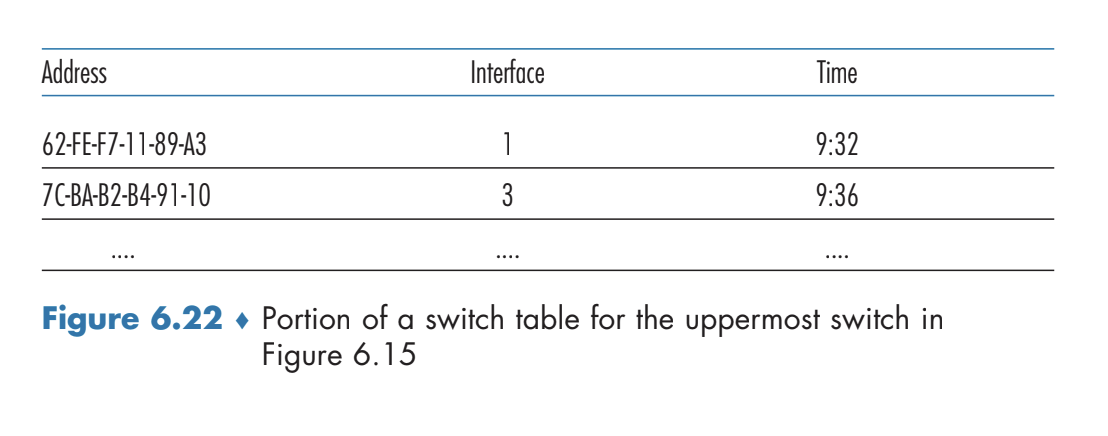 Address Interface Time
62-FE-F7-11-89-A3 1 9:32
7C-BA-B2-B4-91-10 3 9:36
.... .... ....
Figure 6.22 ♦ Portion of a switch table for the uppermost switch in
Figure 6.15